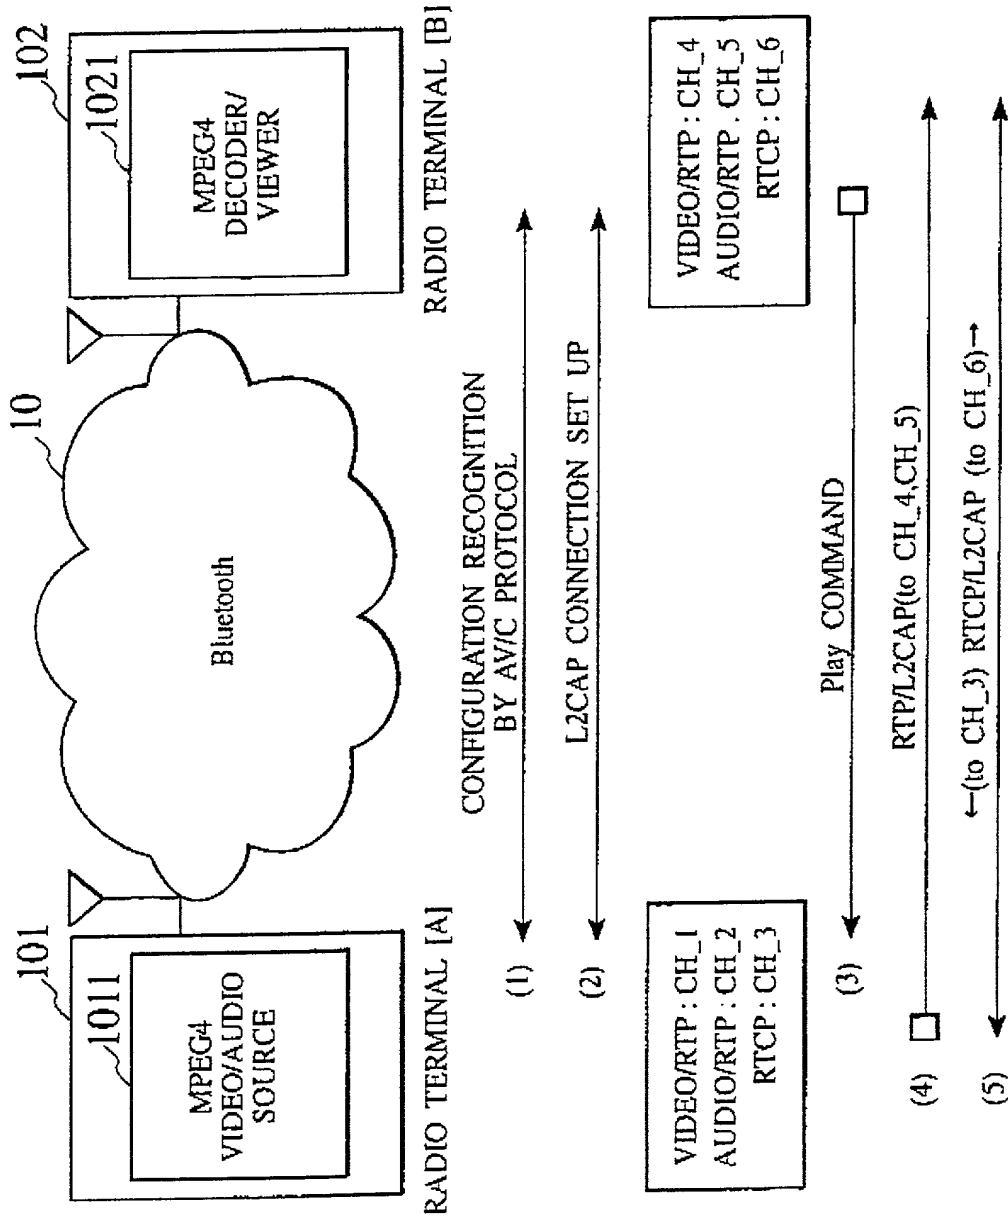 101
1011
MPEG4
VIDEO/AUDIO
SOURCE
RADIO TERMINAL [A]
10
Bluetooth
102
1021
MPEG4
DECODER/
VIEWER
RADIO TERMINAL [B]
CONFIGURATION RECOGNITION
BY AV/C PROTOCOL
(1)
L2CAP CONNECTION SET UP
(2)
VIDEO/RTP : CH_1
AUDIO/RTP : CH_2
RTCP : CH_3
VIDEO/RTP : CH_4
AUDIO/RTP . CH_5
RTCP : CH_6
Play COMMAND
(3)
RTP/L2CAP(to CH_4,CH_5)
(4)
←(to CH_3) RTCP/L2CAP (to CH_6)→
(5)